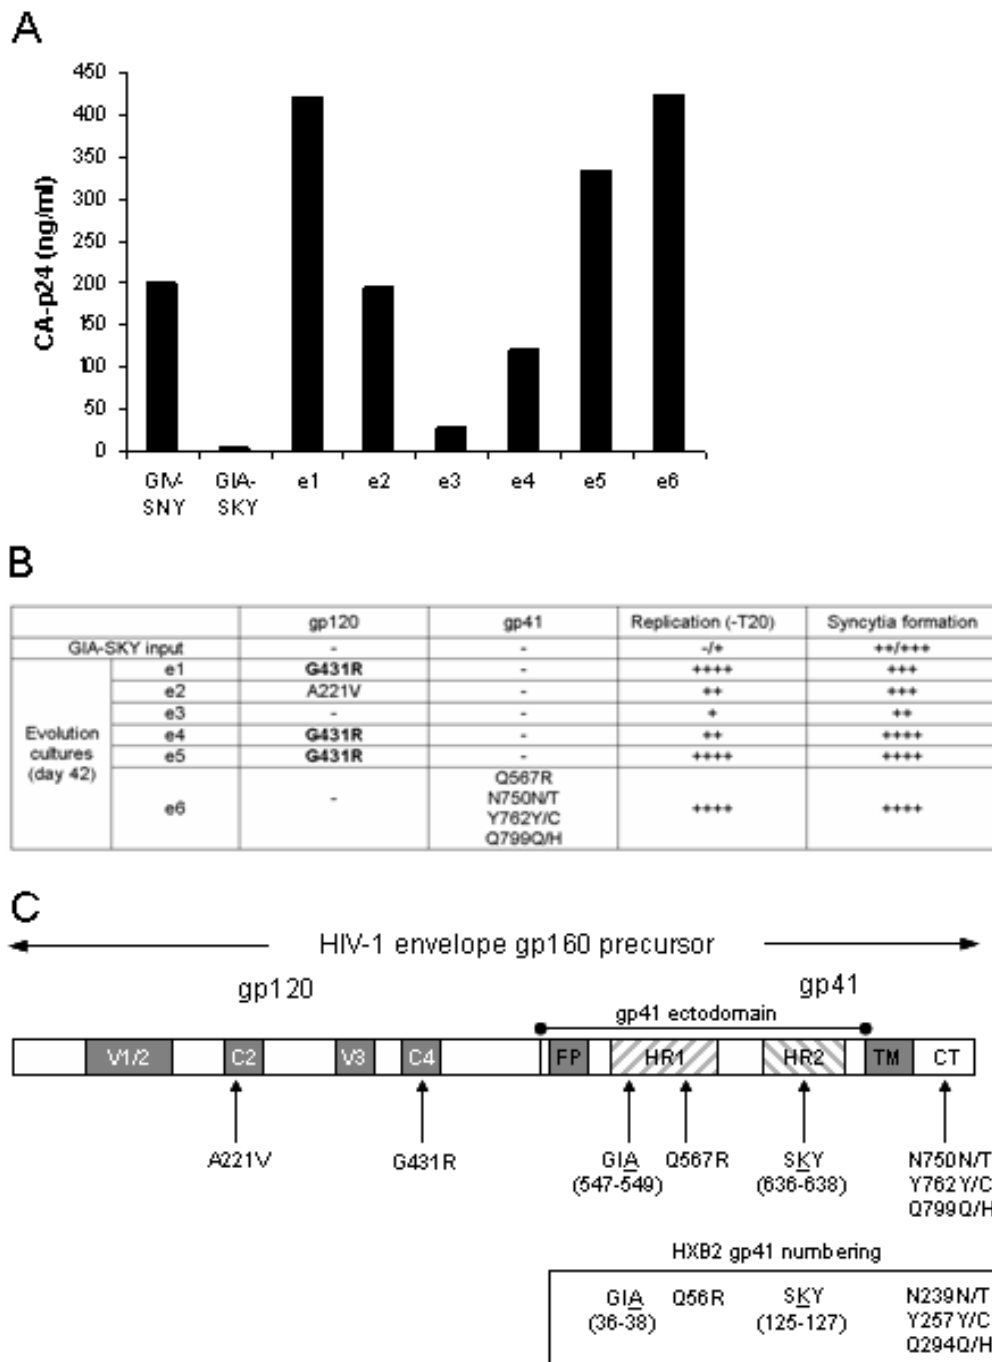 A
CA-p24 (ng/ml)
450
400
350
300
250
200
150
100
50
0
GIV-SNY GIA-SKY e1 e2 e3 e4 e5 e6
B
gp120 gp41 Replication (-T20) Syncytia formation
GIA-SKY input - - -/+ ++/+++
Evolution cultures (day 42)
e1 G431R - ++++ +++
e2 A221V - ++ +++
e3 - - + ++
e4 G431R - ++ ++++
e5 G431R - ++++ ++++
e6 - Q567R N750N/T Y762Y/C Q799Q/H ++++ ++++
C
HIV-1 envelope gp160 precursor
gp120 gp41
gp41 ectodomain
V1/2 C2 V3 C4 FP HR1 HR2 TM CT
A221V G431R GIA Q567R SKY N750N/T
(547-549) (636-638) Y762Y/C
Q799Q/H
HXB2 gp41 numbering
GIA Q56R SKY N239N/T
(36-38) (125-127) Y257Y/C
Q294Q/H